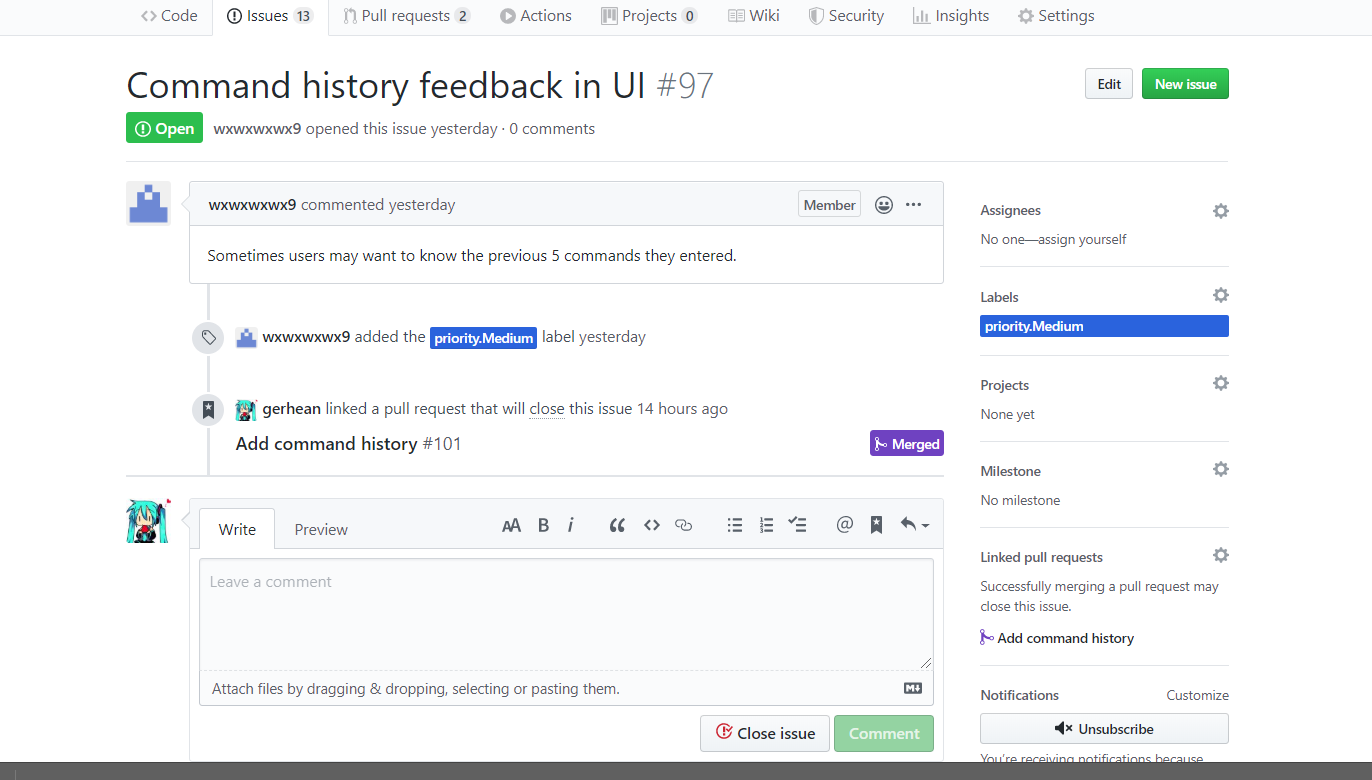 Code Issues 13 Pull requests 2 Actions Projects 0 Wiki Security Insights Settings
Command history feedback in UI #97
Edit New issue
Open wxwxwxwx9 opened this issue yesterday · 0 comments
wxwxwxwx9 commented yesterday Member
Sometimes users may want to know the previous 5 commands they entered.
wxwxwxwx9 added the priority.Medium label yesterday
gerhean linked a pull request that will close this issue 14 hours ago
Add command history #101 Merged
Write Preview AA B i @
Leave a comment
Attach files by dragging & dropping, selecting or pasting them.
Close issue Comment
Assignees
No one—assign yourself
Labels
priority.Medium
Projects
None yet
Milestone
No milestone
Linked pull requests
Successfully merging a pull request may
close this issue.
Add command history
Notifications Customize
Unsubscribe
You're receiving notifications because